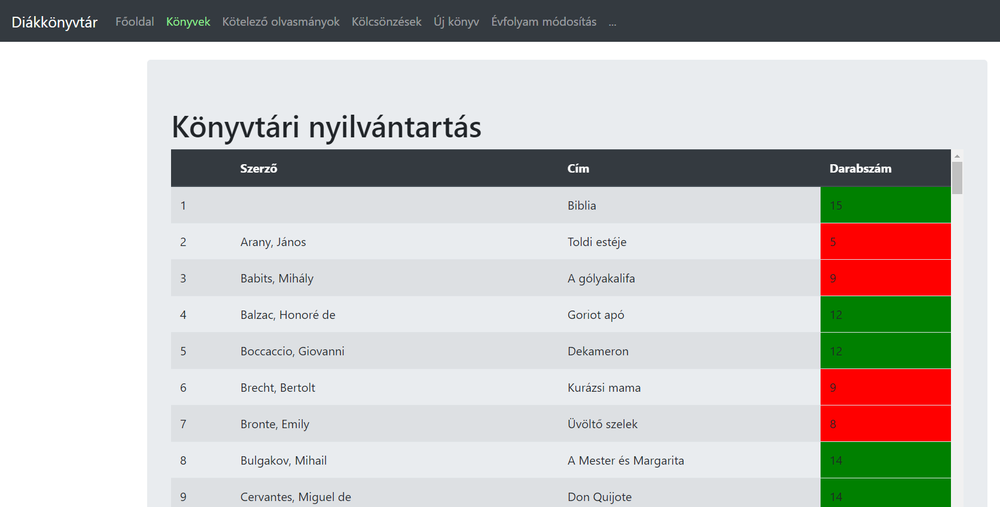 Diákkönyvtár Főoldal Könyvek Kötelező olvasmányok Kölcsönzések Új könyv Évfolyam módosítás ...
Könyvtári nyilvántartás
Szerző Cím Darabszám
1 Biblia 15
2 Arany, János Toldi estéje 5
3 Babits, Mihály A gólyakalifa 9
4 Balzac, Honoré de Goriot apó 12
5 Boccaccio, Giovanni Dekameron 12
6 Brecht, Bertolt Kurázsi mama 9
7 Bronte, Emily Üvöltő szelek 8
8 Bulgakov, Mihail A Mester és Margarita 14
9 Cervantes, Miguel de Don Quijote 14